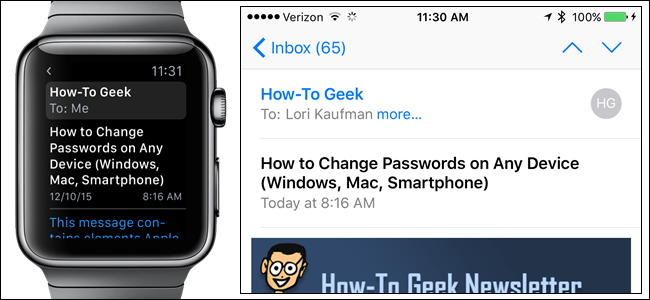 11:31
How-To Geek
To: Me
How to Change
Passwords on Any
Device (Windows,
Mac, Smartphone)
12/10/15 8:16 AM
This message con-
tains elements Apple
Verizon 11:30 AM 100%
Inbox (65)
How-To Geek
To: Lori Kaufman more...
HG
How to Change Passwords on Any Device
(Windows, Mac, Smartphone)
Today at 8:16 AM
How-To Geek Newsletter